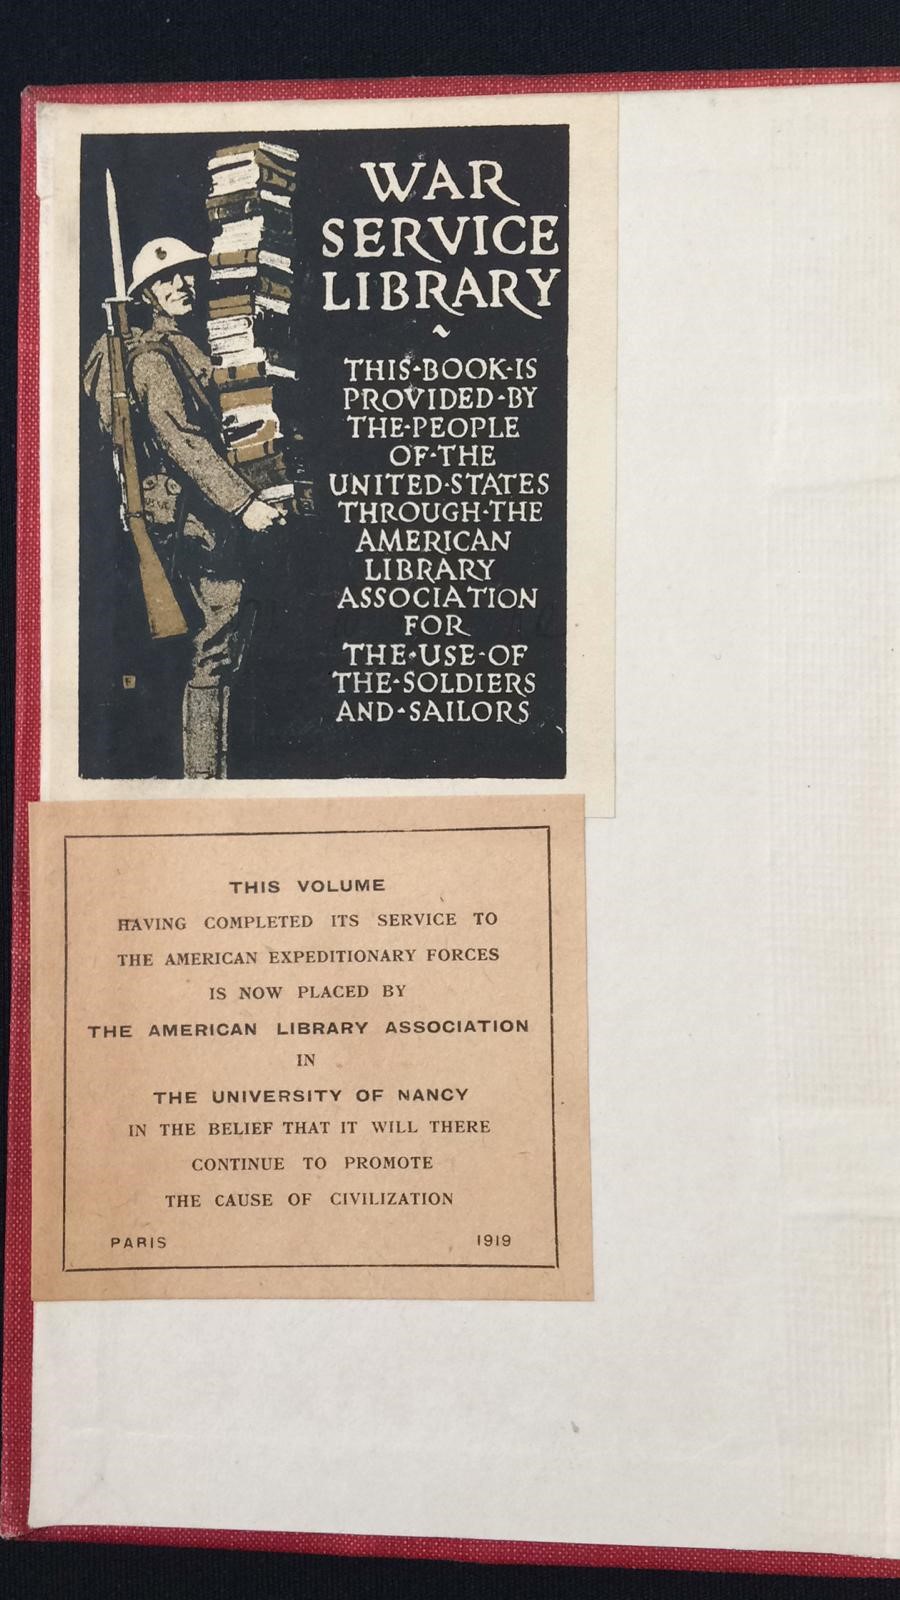 WAR
SERVICE
LIBRARY
~
THIS·BOOK·IS
PROVIDED·BY
THE·PEOPLE
OF·THE
UNITED·STATES
THROUGH·THE
AMERICAN
LIBRARY
ASSOCIATION
FOR
THE·USE·OF
THE·SOLDIERS
AND·SAILORS
THIS VOLUME
HAVING COMPLETED ITS SERVICE TO
THE AMERICAN EXPEDITIONARY FORCES
IS NOW PLACED BY
THE AMERICAN LIBRARY ASSOCIATION
IN
THE UNIVERSITY OF NANCY
IN THE BELIEF THAT IT WILL THERE
CONTINUE TO PROMOTE
THE CAUSE OF CIVILIZATION
PARIS 1919